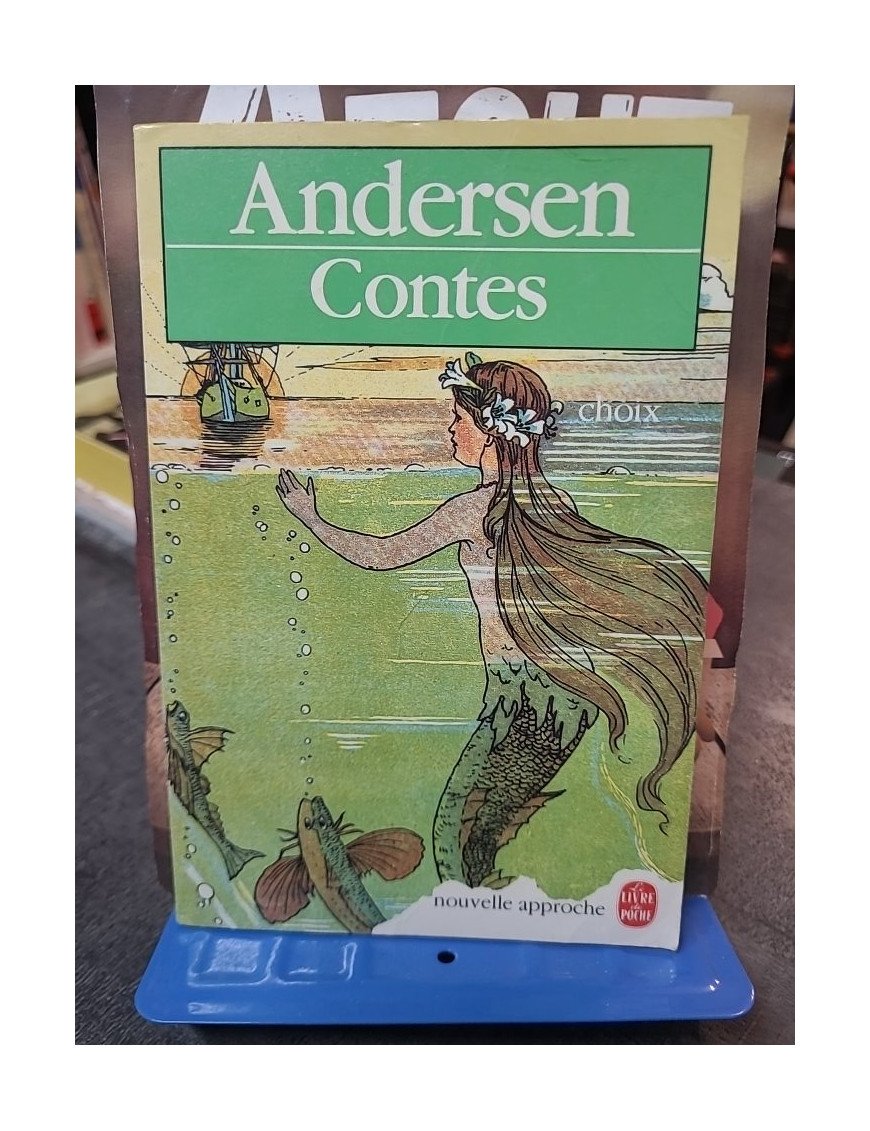 Andersen
Contes
choix
nouvelle approche
Le
LIVRE
de
POCHE